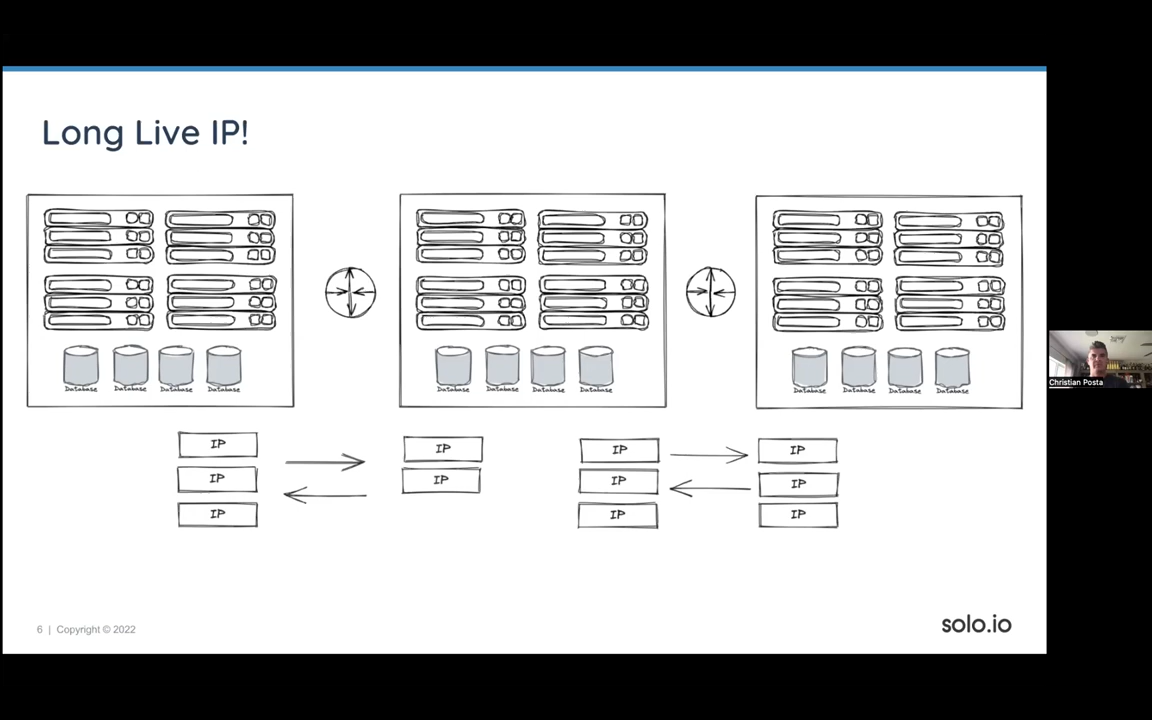 Long Live IP!
Database Database Database Database
Database Database Database Database
Database Database Database Database
IP IP IP IP
IP IP IP IP
IP IP IP
Christian Posta
6 | Copyright © 2022
solo.io